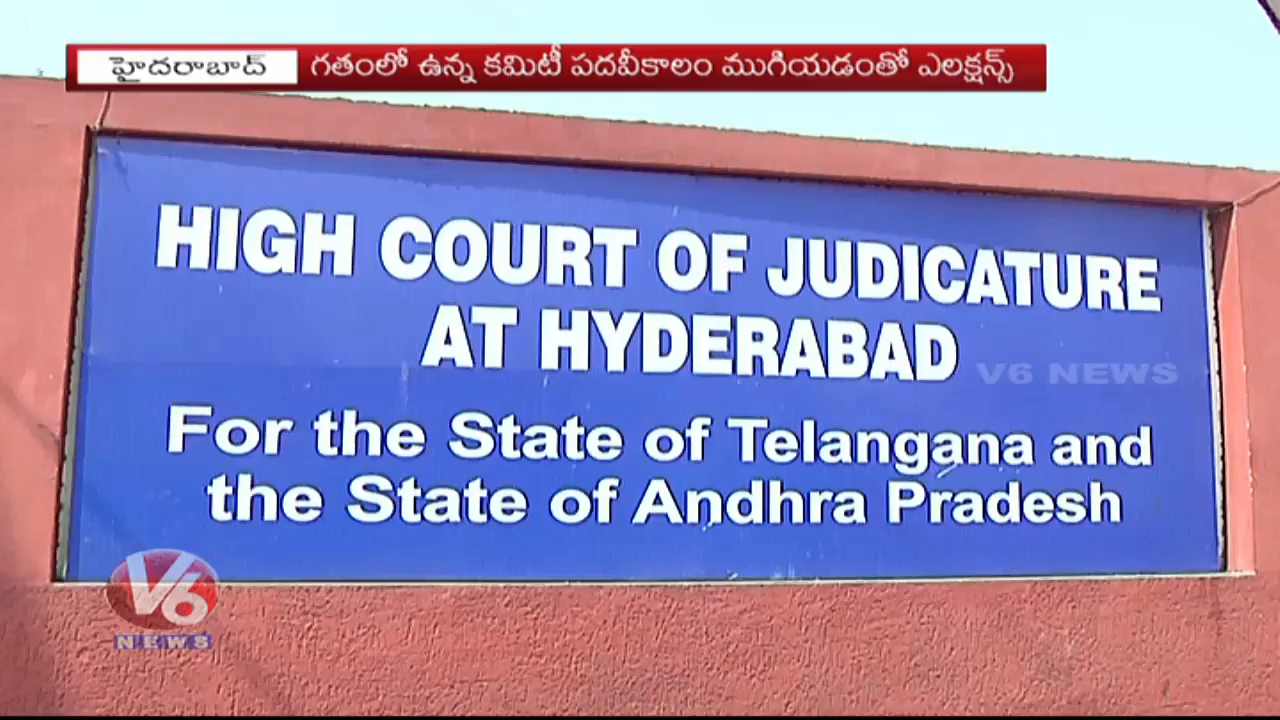 హైదరాబాద్ గతంలో ఉన్న కమిటీ పదవీకాలం ముగియడంతో ఎలక్షన్స్
HIGH COURT OF JUDICATURE
AT HYDERABAD
V6 NEWS
For the State of Telangana and
the State of Andhra Pradesh
V6
NEWS